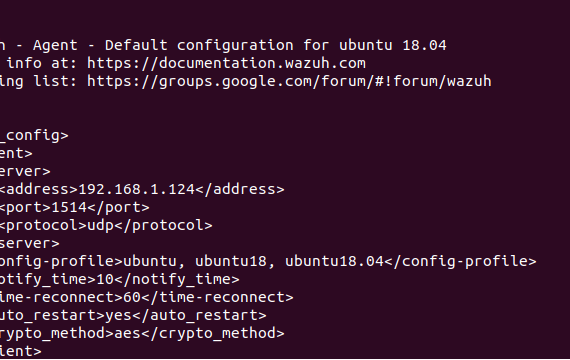 - Agent - Default configuration for ubuntu 18.04
info at: https://documentation.wazuh.com
ing list: https://groups.google.com/forum/#!forum/wazuh
_config>
ent>
erver>
<address>192.168.1.124</address>
<port>1514</port>
<protocol>udp</protocol>
server>
onfig-profile>ubuntu, ubuntu18, ubuntu18.04</config-profile>
otify_time>10</notify_time>
ime-reconnect>60</time-reconnect>
uto_restart>yes</auto_restart>
rypto_method>aes</crypto_method>
ient>